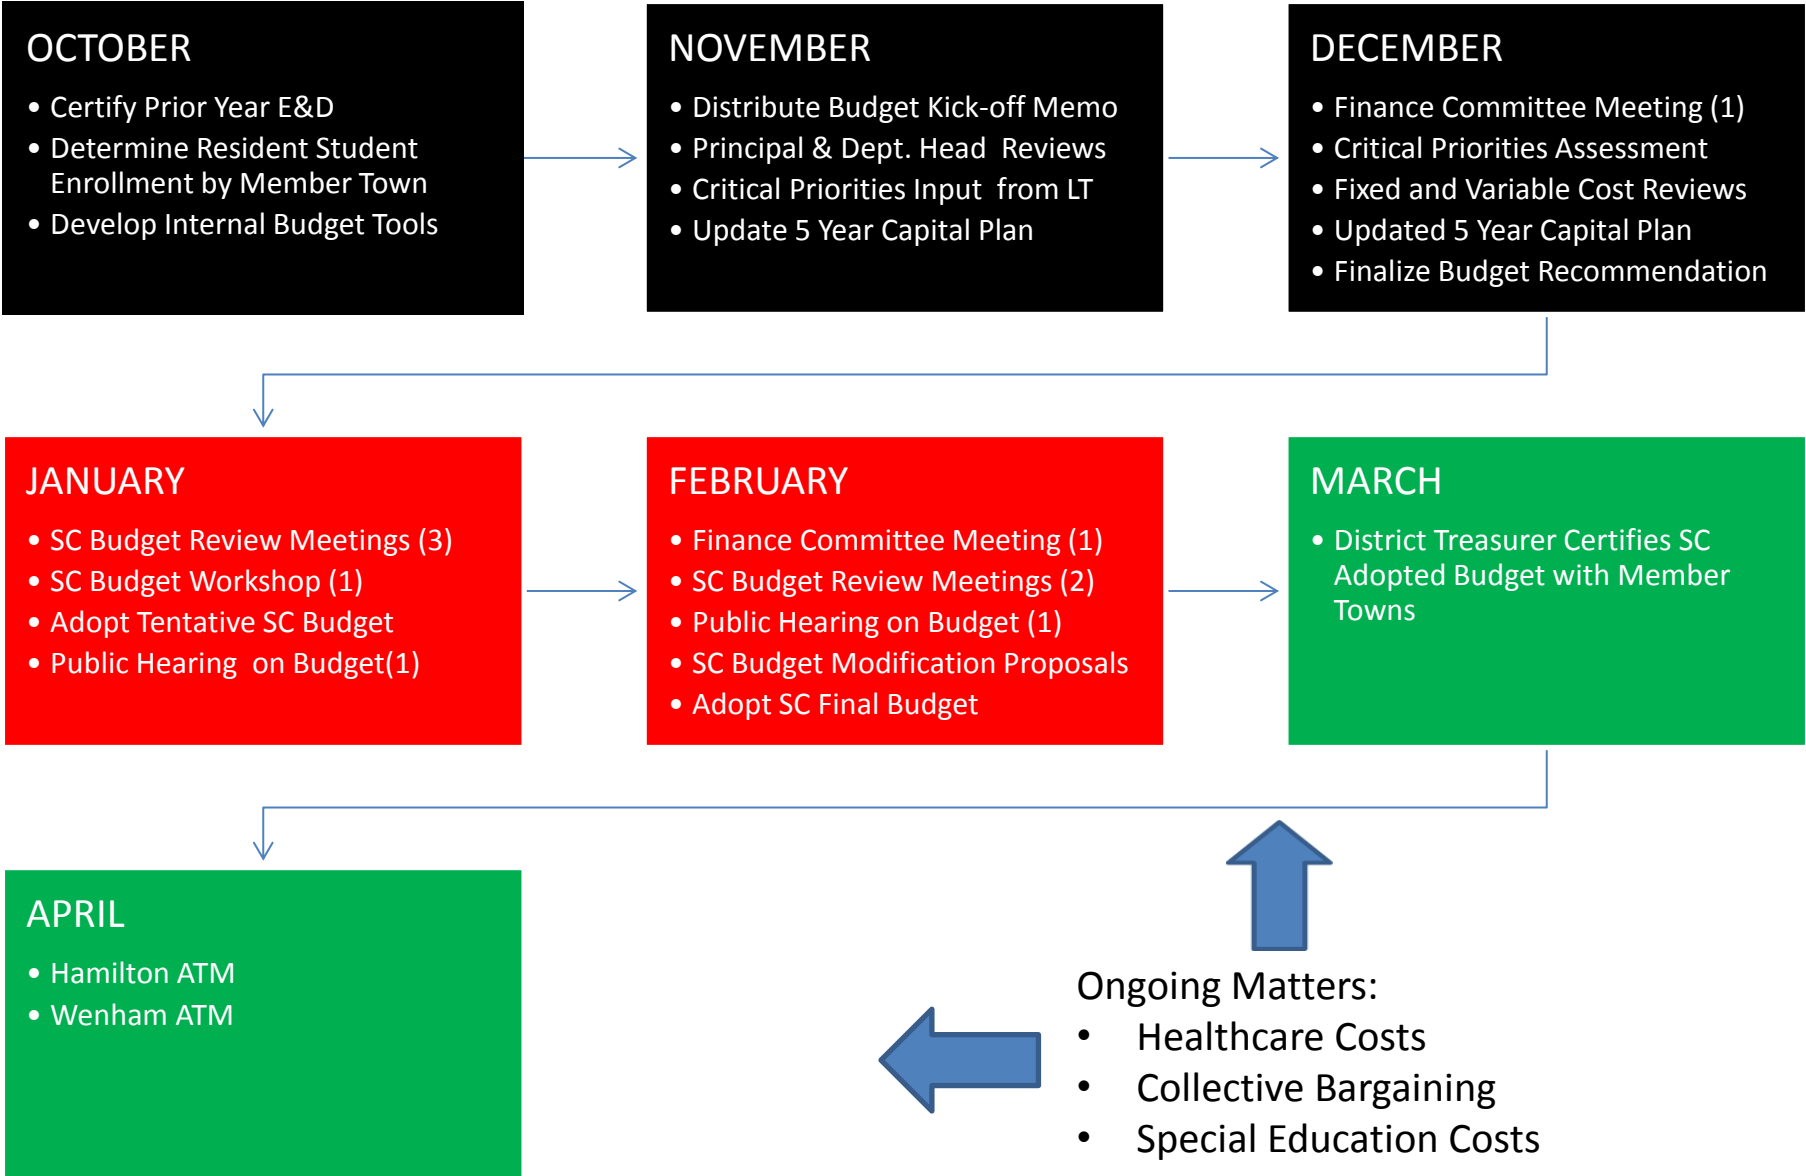 OCTOBER
• Certify Prior Year E&D
• Determine Resident Student
Enrollment by Member Town
• Develop Internal Budget Tools
NOVEMBER
• Distribute Budget Kick-off Memo
• Principal & Dept. Head Reviews
• Critical Priorities Input from LT
• Update 5 Year Capital Plan
DECEMBER
• Finance Committee Meeting (1)
• Critical Priorities Assessment
• Fixed and Variable Cost Reviews
• Updated 5 Year Capital Plan
• Finalize Budget Recommendation
JANUARY
• SC Budget Review Meetings (3)
• SC Budget Workshop (1)
• Adopt Tentative SC Budget
• Public Hearing on Budget(1)
FEBRUARY
• Finance Committee Meeting (1)
• SC Budget Review Meetings (2)
• Public Hearing on Budget (1)
• SC Budget Modification Proposals
• Adopt SC Final Budget
MARCH
• District Treasurer Certifies SC
Adopted Budget with Member
Towns
APRIL
• Hamilton ATM
• Wenham ATM
Ongoing Matters:
• Healthcare Costs
• Collective Bargaining
• Special Education Costs